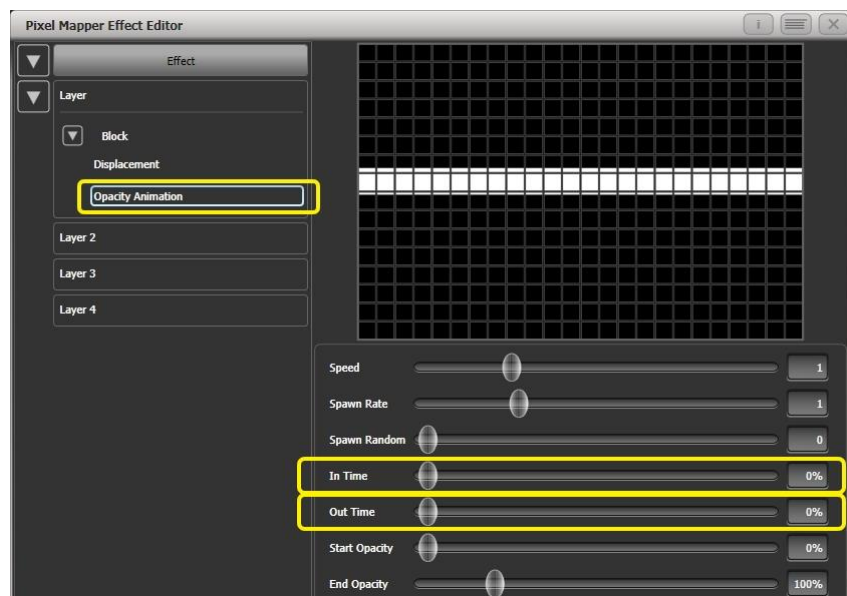 Pixel Mapper Effect Editor
i
Effect
Layer
Block
Displacement
Opacity Animation
Layer 2
Layer 3
Layer 4
Speed 1
Spawn Rate 1
Spawn Random 0
In Time 0%
Out Time 0%
Start Opacity 0%
End Opacity 100%